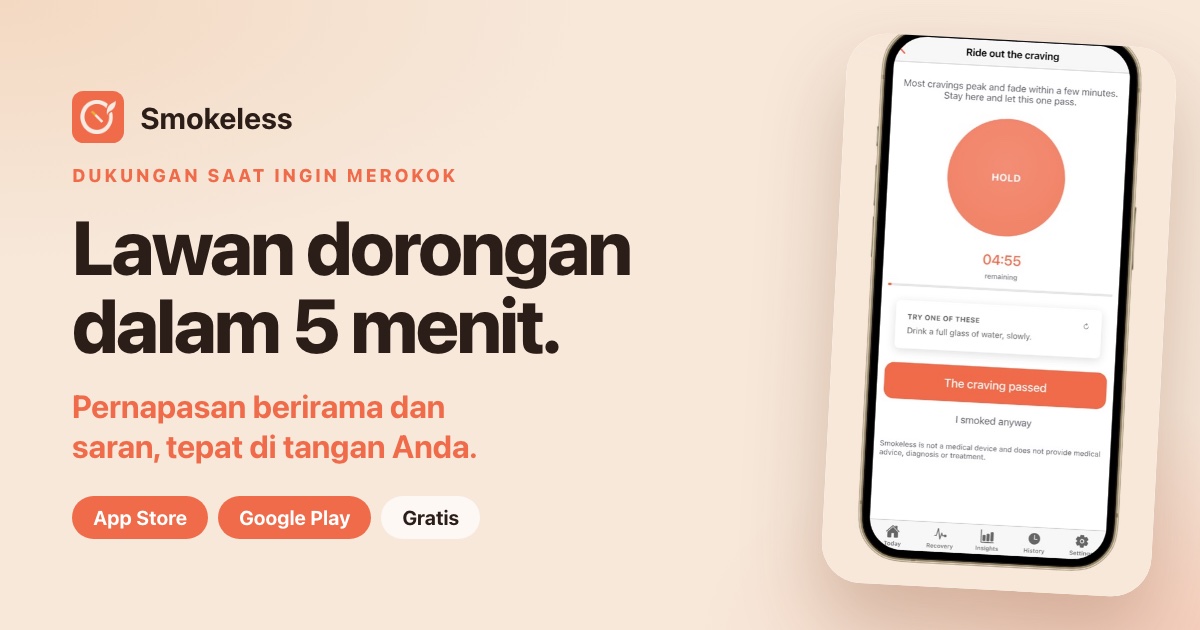 Smokeless
DUKUNGAN SAAT INGIN MEROKOK
Lawan dorongan
dalam 5 menit.
Pernapasan berirama dan
saran, tepat di tangan Anda.
App Store
Google Play
Gratis
Ride out the craving
Most cravings peak and fade within a few minutes.
Stay here and let this one pass.
HOLD
04:55
remaining
TRY ONE OF THESE
Drink a full glass of water, slowly.
The craving passed
I smoked anyway
Smokeless is not a medical device and does not provide medical
advice, diagnosis or treatment.
Today
Recovery
Insights
History
Settings